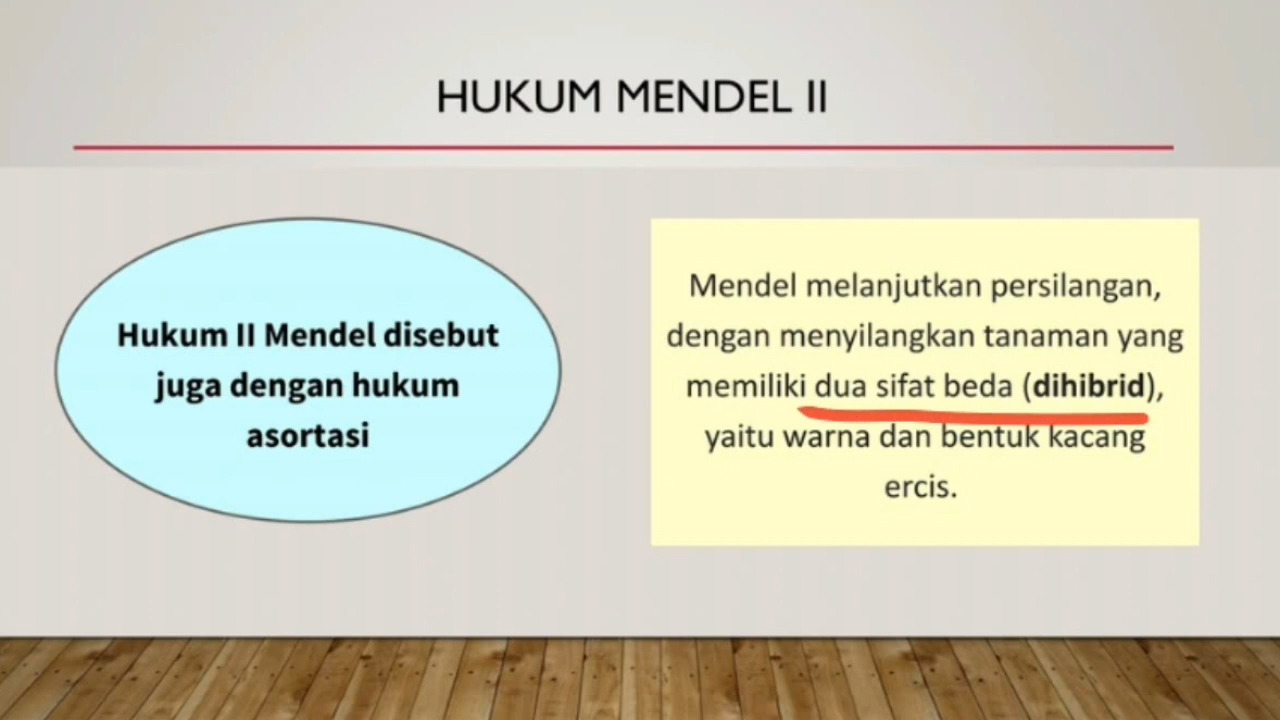 HUKUM MENDEL II
Hukum II Mendel disebut
juga dengan hukum
asortasi
Mendel melanjutkan persilangan,
dengan menyilangkan tanaman yang
memiliki dua sifat beda (dihibrid),
yaitu warna dan bentuk kacang
ercis.